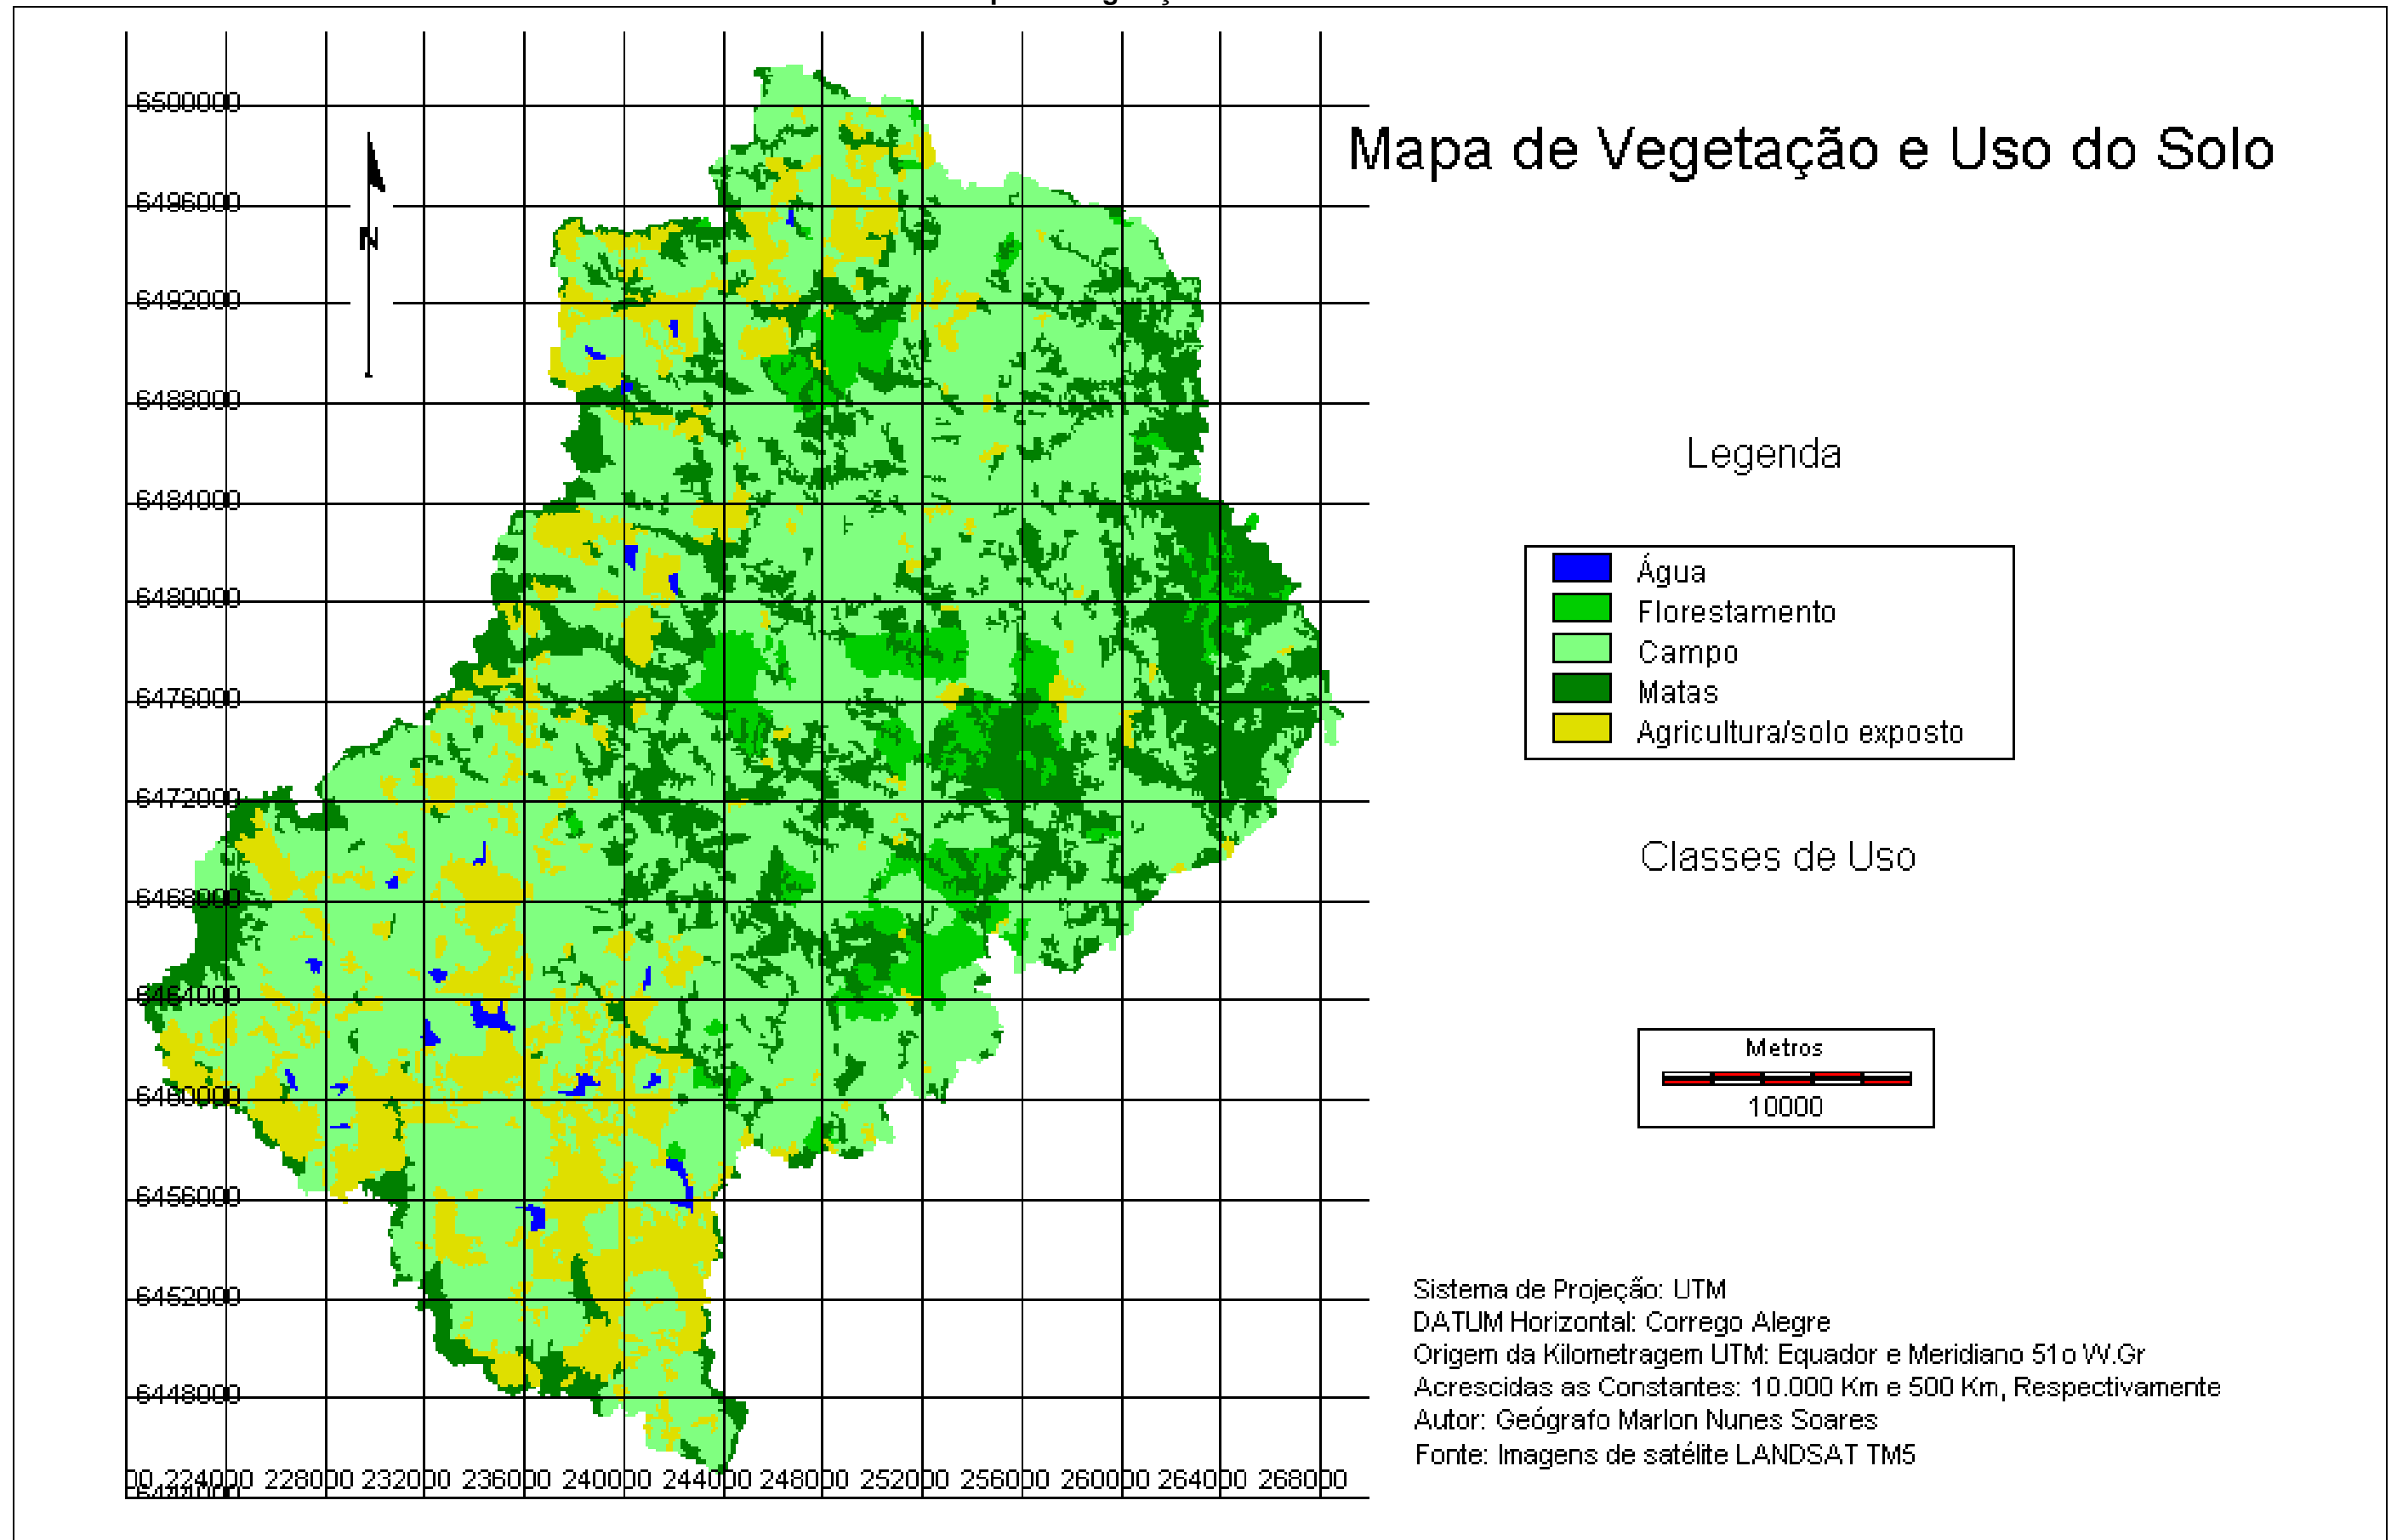 Mapa de Vegetação e Uso do Solo
6500000
6496000
N
6492000
6488000
Legenda
6484000
Água
6480000
Florestamento
Campo
6476000
Matas
Agricultura/solo exposto
6472000
Classes de Uso
6468000
6464000
Metros
6460000
10000
6456000
6452000
6448000
224000 228000 232000 236000 240000 244000 248000 252000 256000 260000 264000 268000
Sistema de Projeção: UTM
DATUM Horizontal: Corrego Alegre
Origem da Kilometragem UTM: Equador e Meridiano 51o W.Gr
Acrescidas as Constantes: 10.000 Km e 500 Km, Respectivamente
Autor: Geógrafo Marlon Nunes Soares
Fonte: Imagens de satélite LANDSAT TM5